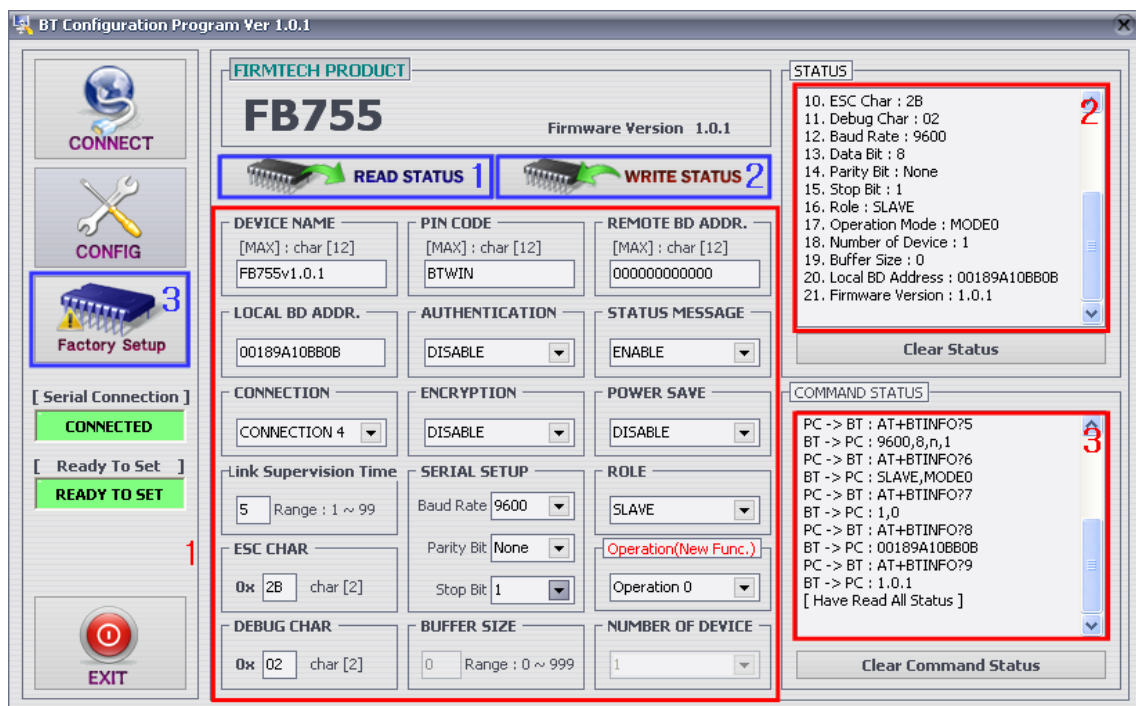 BT Configuration Program Ver 1.0.1
CONNECT
CONFIG
3
Factory Setup
[ Serial Connection ]
CONNECTED
[ Ready To Set ]
READY TO SET
1
EXIT
FIRMTECH PRODUCT
FB755
Firmware Version 1.0.1
READ STATUS 1
WRITE STATUS 2
DEVICE NAME
[MAX] : char [12]
FB755v1.0.1
PIN CODE
[MAX] : char [12]
BTWIN
REMOTE BD ADDR.
[MAX] : char [12]
000000000000
LOCAL BD ADDR.
00189A10BB0B
AUTHENTICATION
DISABLE
STATUS MESSAGE
ENABLE
CONNECTION
CONNECTION 4
ENCRYPTION
DISABLE
POWER SAVE
DISABLE
Link Supervision Time
5 Range : 1 ~ 99
SERIAL SETUP
Baud Rate 9600
Parity Bit None
Stop Bit 1
ROLE
SLAVE
ESC CHAR
0x 2B char [2]
Operation(New Func.)
Operation 0
DEBUG CHAR
0x 02 char [2]
BUFFER SIZE
0 Range : 0 ~ 999
NUMBER OF DEVICE
1
STATUS
2
10. ESC Char : 2B
11. Debug Char : 02
12. Baud Rate : 9600
13. Data Bit : 8
14. Parity Bit : None
15. Stop Bit : 1
16. Role : SLAVE
17. Operation Mode : MODE0
18. Number of Device : 1
19. Buffer Size : 0
20. Local BD Address : 00189A10BB0B
21. Firmware Version : 1.0.1
Clear Status
COMMAND STATUS
3
PC -> BT : AT+BTINFO?5
BT -> PC : 9600,8,n,1
PC -> BT : AT+BTINFO?6
BT -> PC : SLAVE,MODE0
PC -> BT : AT+BTINFO?7
BT -> PC : 1,0
PC -> BT : AT+BTINFO?8
BT -> PC : 00189A10BB0B
PC -> BT : AT+BTINFO?9
BT -> PC : 1.0.1
[ Have Read All Status ]
Clear Command Status